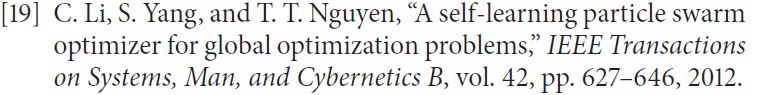 [19] C. Li, S. Yang, and T. T. Nguyen, “A self-learning particle swarm
optimizer for global optimization problems,” IEEE Transactions
on Systems, Man, and Cybernetics B, vol. 42, pp. 627–646, 2012.